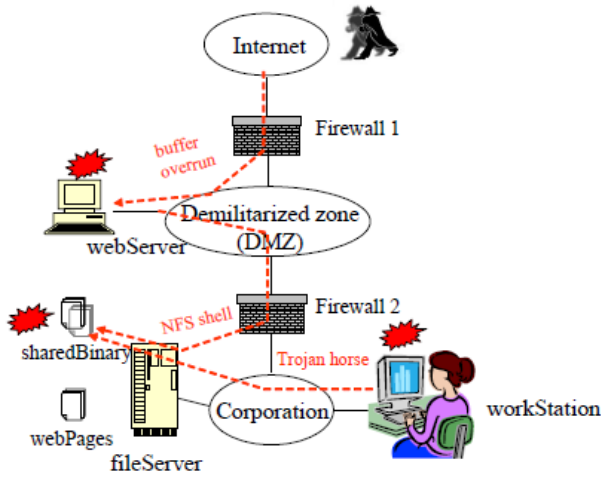 Internet
Firewall 1
buffer
overrun
Demilitarized zone
(DMZ)
webServer
Firewall 2
NFS shell
sharedBinary
Trojan horse
Corporation
workStation
webPages
fileServer